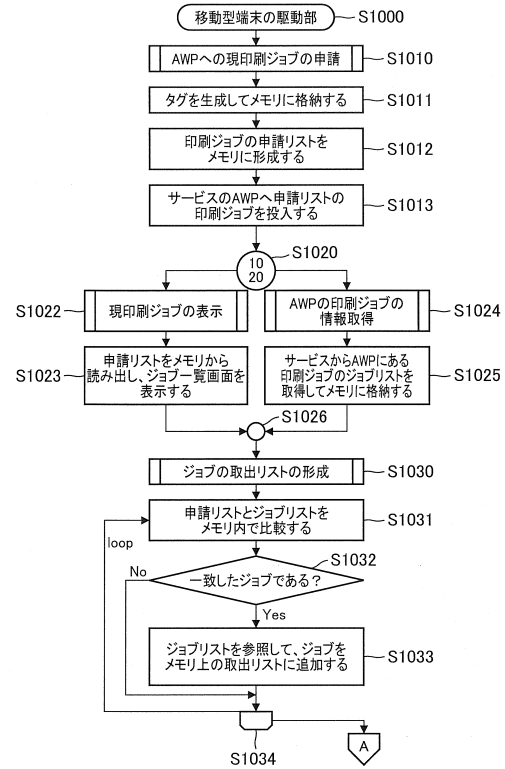 移動型端末の駆動部
S1000
AWPへの現印刷ジョブの申請
S1010
タグを生成してメモリに格納する
S1011
印刷ジョブの申請リストを
メモリに形成する
S1012
サービスのAWPへ申請リストの
印刷ジョブを投入する
S1013
S1020
10
20
S1022
現印刷ジョブの表示
AWPの印刷ジョブの
情報取得
S1024
S1023
申請リストをメモリから
読み出し、ジョブ一覧画面を
表示する
サービスからAWPにある
印刷ジョブのジョブリストを
取得してメモリに格納する
S1025
S1026
ジョブの取出リストの形成
S1030
申請リストとジョブリストを
メモリ内で比較する
S1031
loop
S1032
No
一致したジョブである？
Yes
ジョブリストを参照して、ジョブを
メモリ上の取出リストに追加する
S1033
S1034
A